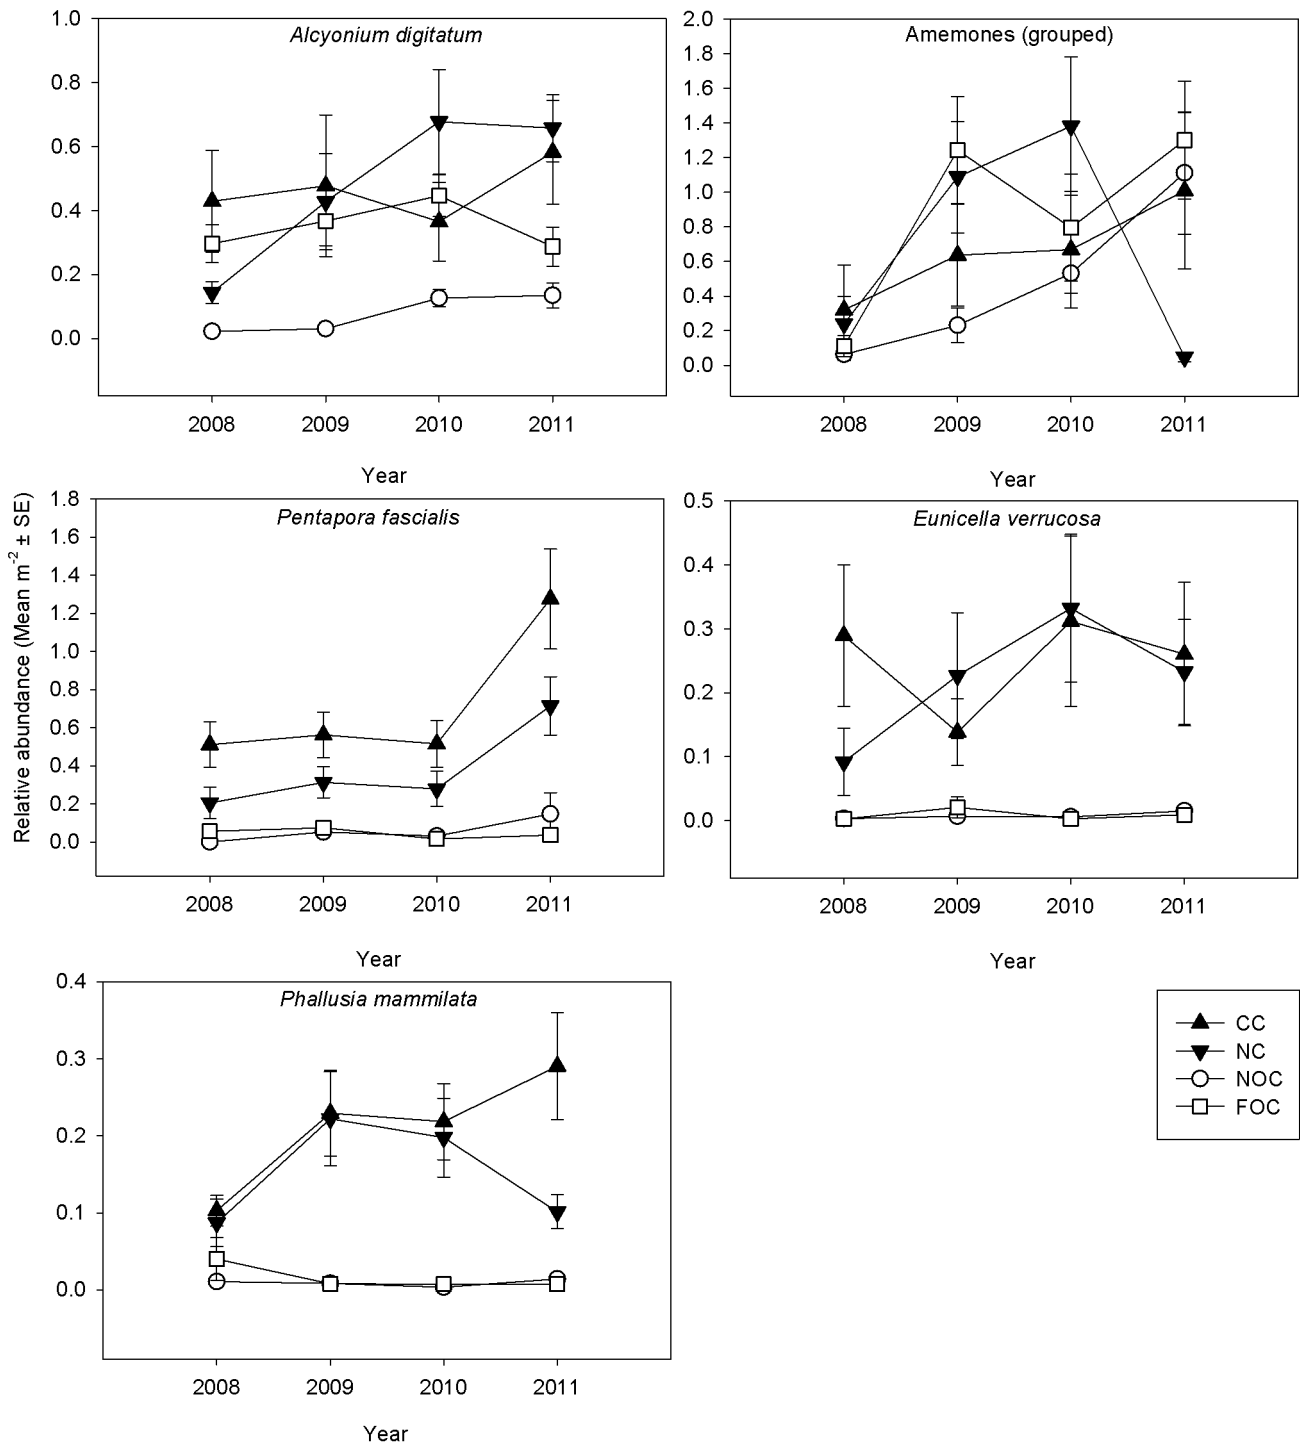 Alcyonium digitatum
1.0
0.8
0.6
0.4
0.2
0.0
2008 2009 2010 2011
Year
Amemones (grouped)
2.0
1.8
1.6
1.4
1.2
1.0
0.8
0.6
0.4
0.2
0.0
2008 2009 2010 2011
Year
Relative abundance (Mean m-2 ± SE)
Pentapora fascialis
1.8
1.6
1.4
1.2
1.0
0.8
0.6
0.4
0.2
0.0
2008 2009 2010 2011
Year
Eunicella verrucosa
0.5
0.4
0.3
0.2
0.1
0.0
2008 2009 2010 2011
Year
Phallusia mammilata
0.4
0.3
0.2
0.1
0.0
2008 2009 2010 2011
Year
CC
NC
NOC
FOC